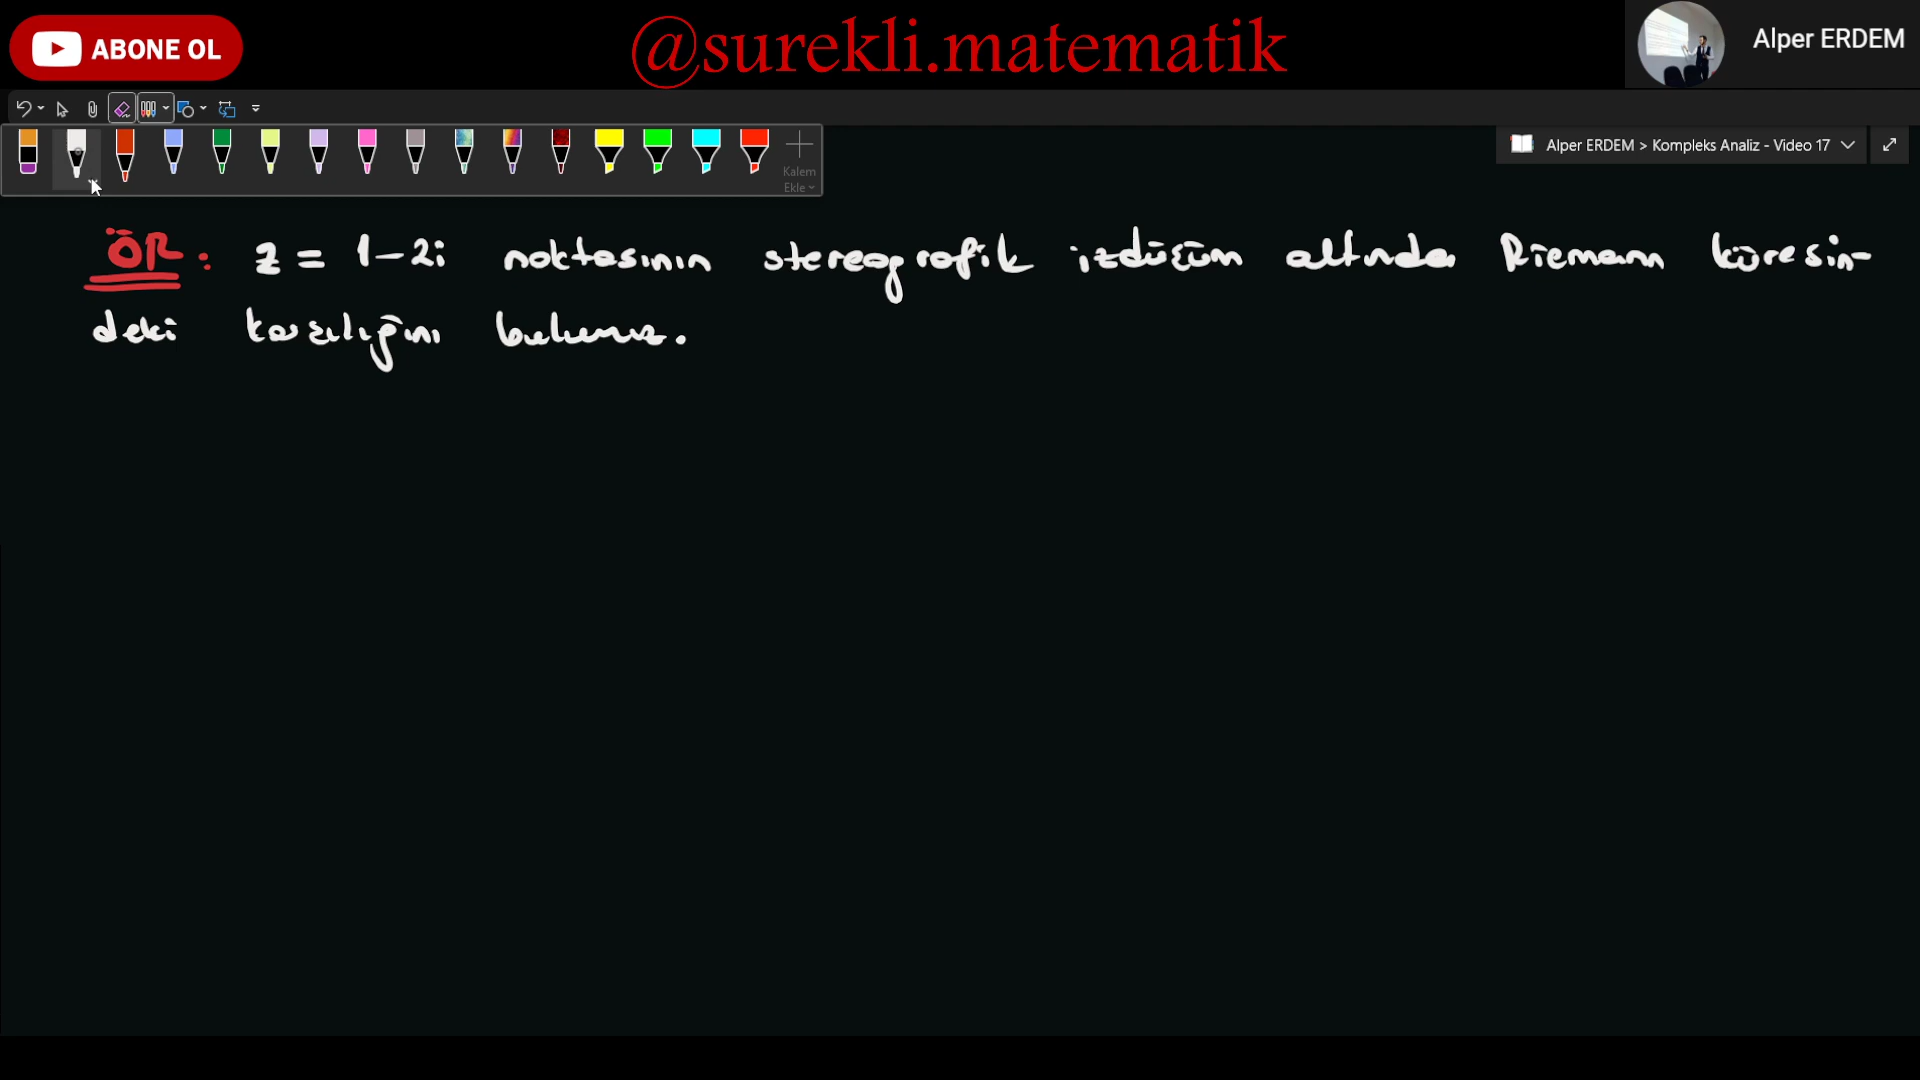 ABONE OL
@surekli.matematik
Alper ERDEM
Kalem
Ekle
Alper ERDEM > Kompleks Analiz - Video 17
ÖR: z = 1-2i noktasının stereografik izdüşüm altında Riemann küresin-
deki karşılığını bulunuz.